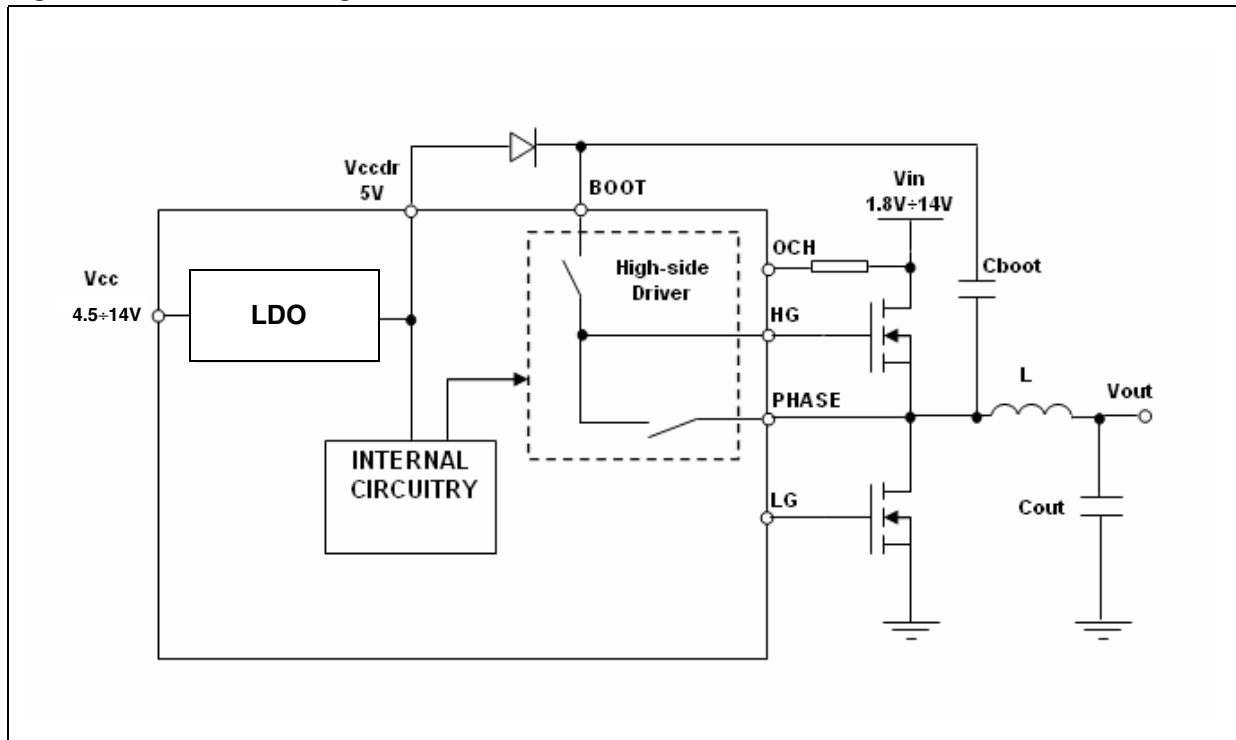 Vccdr
5V
BOOT
Vin
1.8V÷14V
OCH
High-side
Driver
Cboot
Vcc
4.5÷14V
LDO
HG
L
Vout
PHASE
INTERNAL
CIRCUITRY
LG
Cout